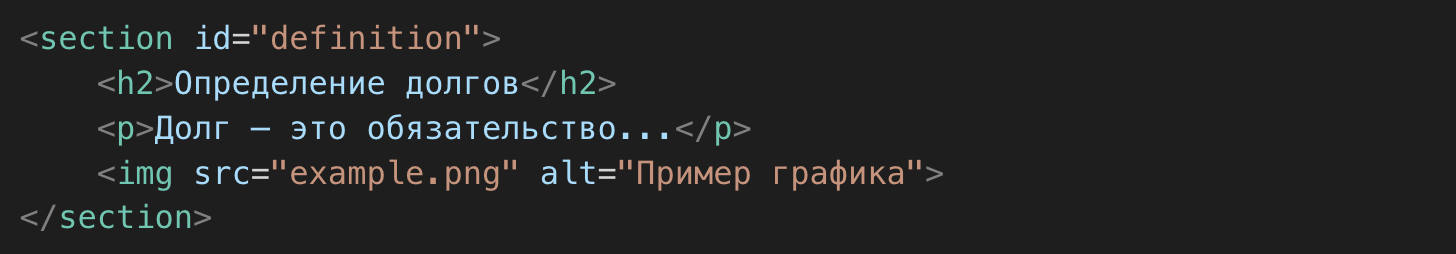 <section id="definition">
    <h2>Определение долгов</h2>
    <p>Долг — это обязательство...</p>
    <img src="example.png" alt="Пример графика">
</section>